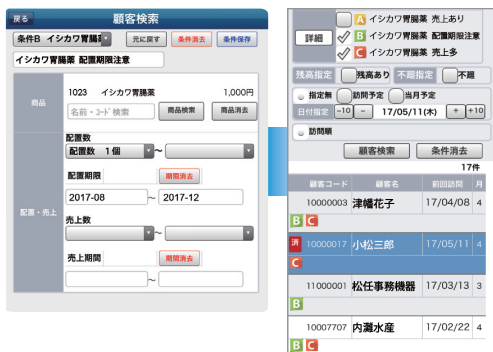 戻る
顧客検索
条件B イシカワ胃腸薬
元に戻す
条件消去
条件保存
イシカワ胃腸薬 配置期限注意
商品
1023 イシカワ胃腸薬 1,000円
名前・コード検索
商品検索
商品消去
配置・売上
配置数
配置数 1個 ~
配置期限
期限消去
2017-08 ~ 2017-12
売上数
~
売上期間
期間消去
~
A イシカワ胃腸薬 売上あり
詳細
B イシカワ胃腸薬 配置期限注意
C イシカワ胃腸薬 売上多
残高指定 残高あり 不廻指定 不廻
指定無 訪問予定 当月予定
日付指定 -10 - 17/05/11(木) + +10
訪問順
顧客検索
条件消去
17件
顧客コード 顧客名 前回訪問 月
10000003 津幡花子 17/04/08 4
B C
済 10000017 小松三郎 17/05/11 4
C
11000001 松任事務機器 17/03/13 3
B
10007707 内灘水産 17/02/22 4
B C